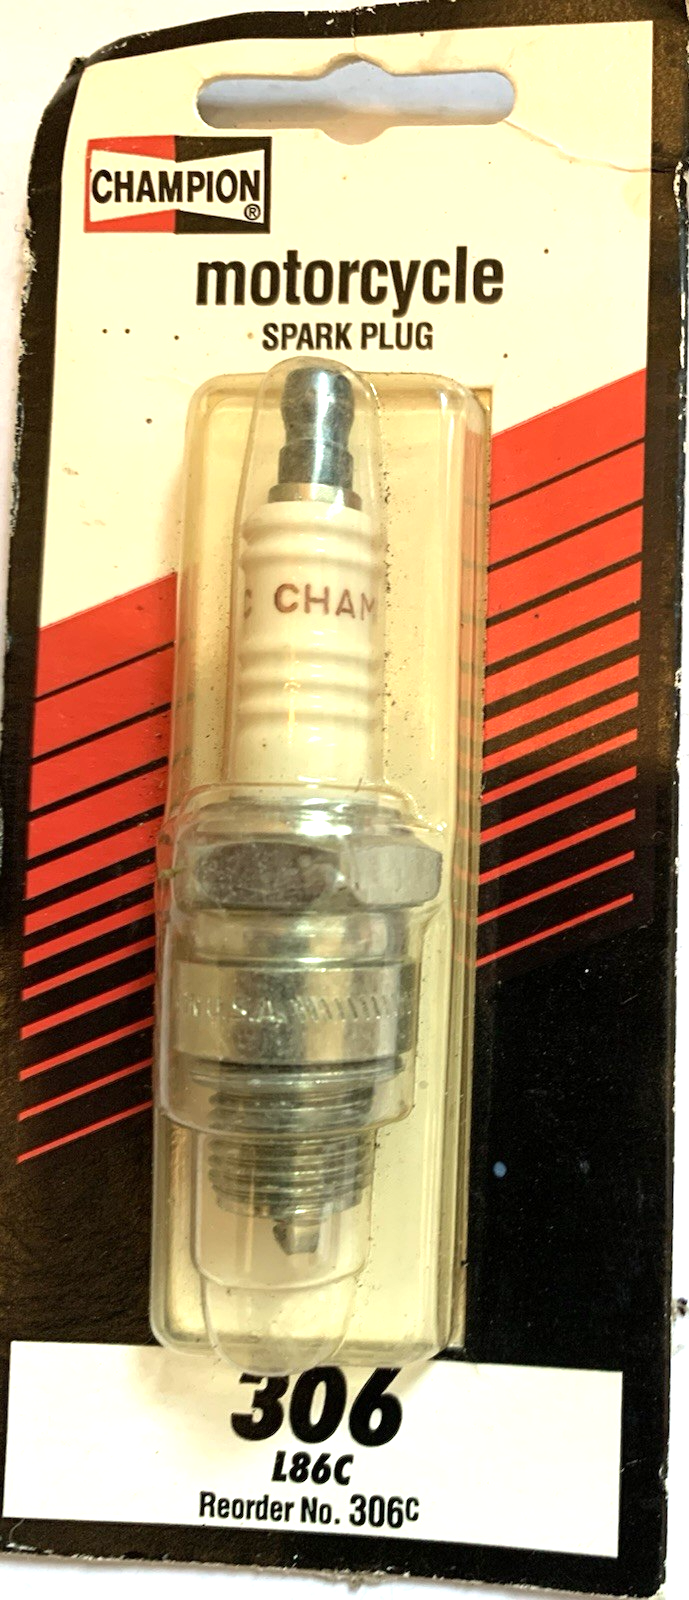 CHAMPION®
motorcycle
SPARK PLUG
C CHAM
U.S.A.
306
L86C
Reorder No. 306C